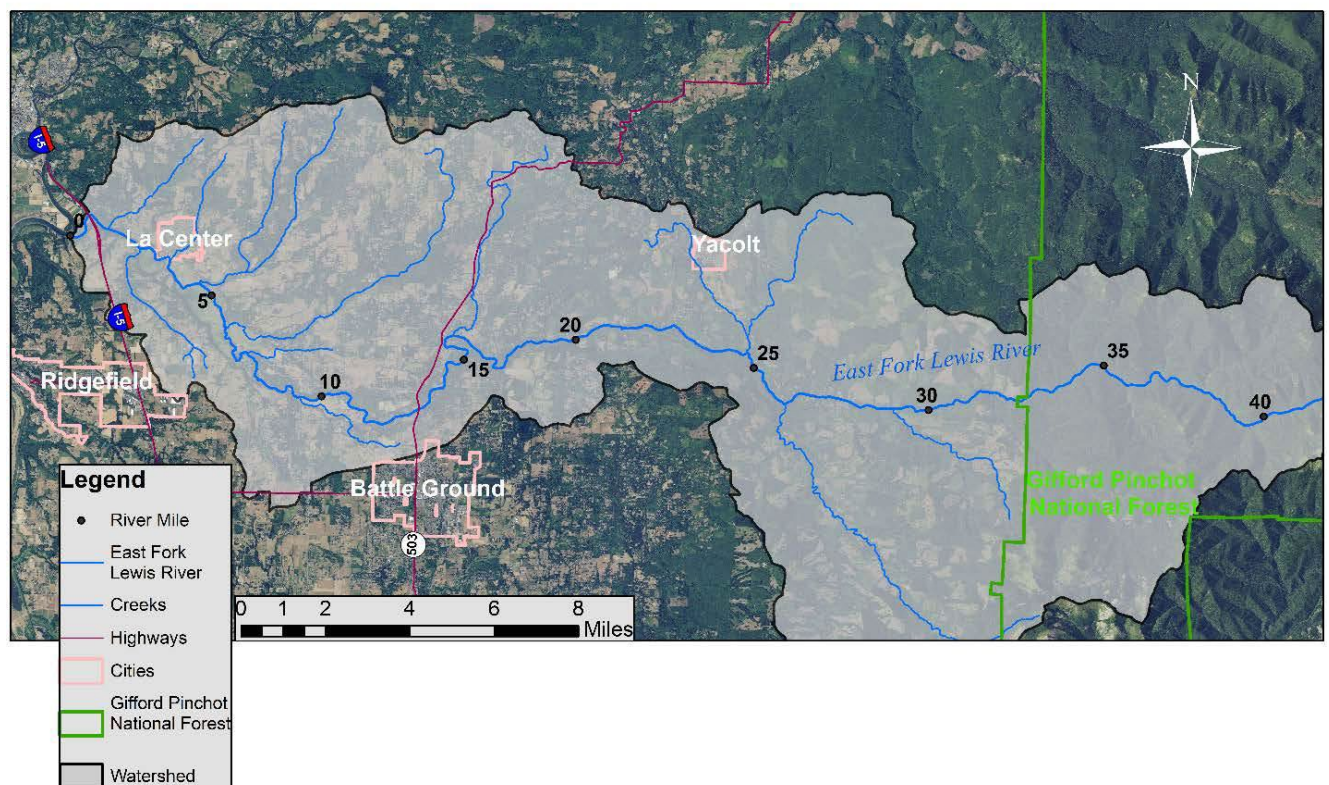 N
I-5
0
La Center
Yacolt
5
I-5
20
15
25
East Fork Lewis River
35
Ridgefield
10
30
40
Battle Ground
503
Gifford Pinchot
National Forest
Legend
River Mile
East Fork
Lewis River
Creeks
Highways
Cities
Gifford Pinchot
National Forest
Watershed
0 1 2 4 6 8
Miles